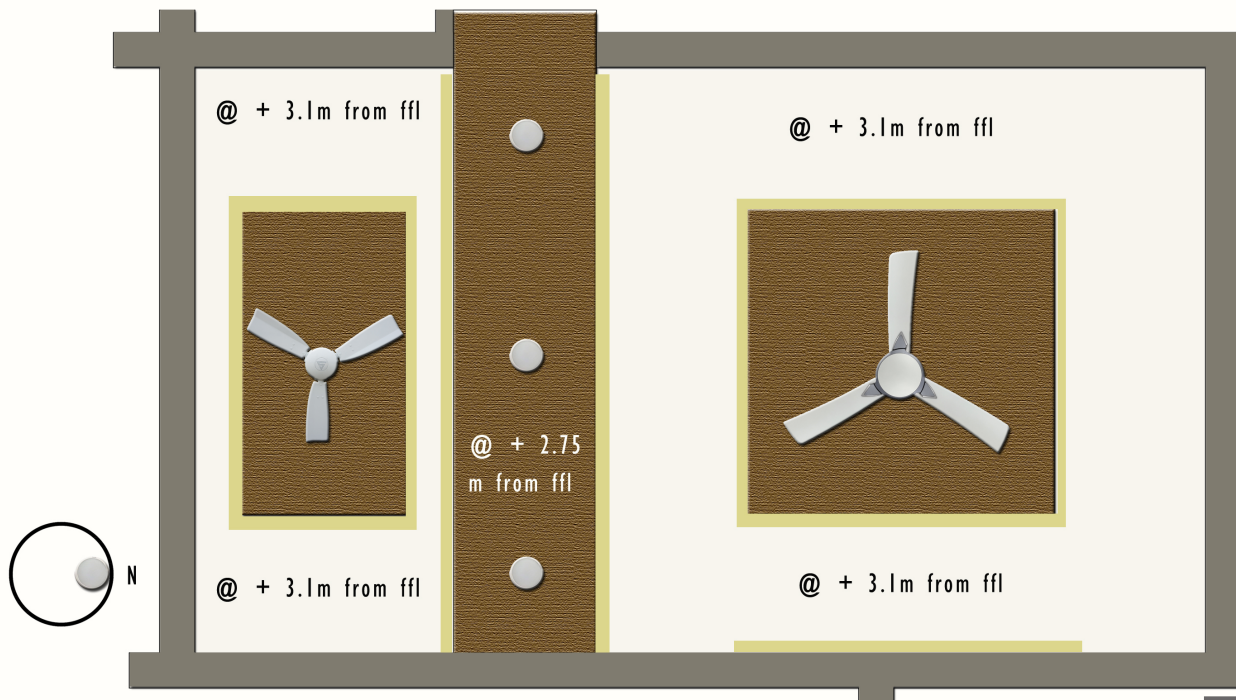 @ + 3.1m from ffl
@ + 3.1m from ffl
@ + 2.75
m from ffl
N
@ + 3.1m from ffl
@ + 3.1m from ffl